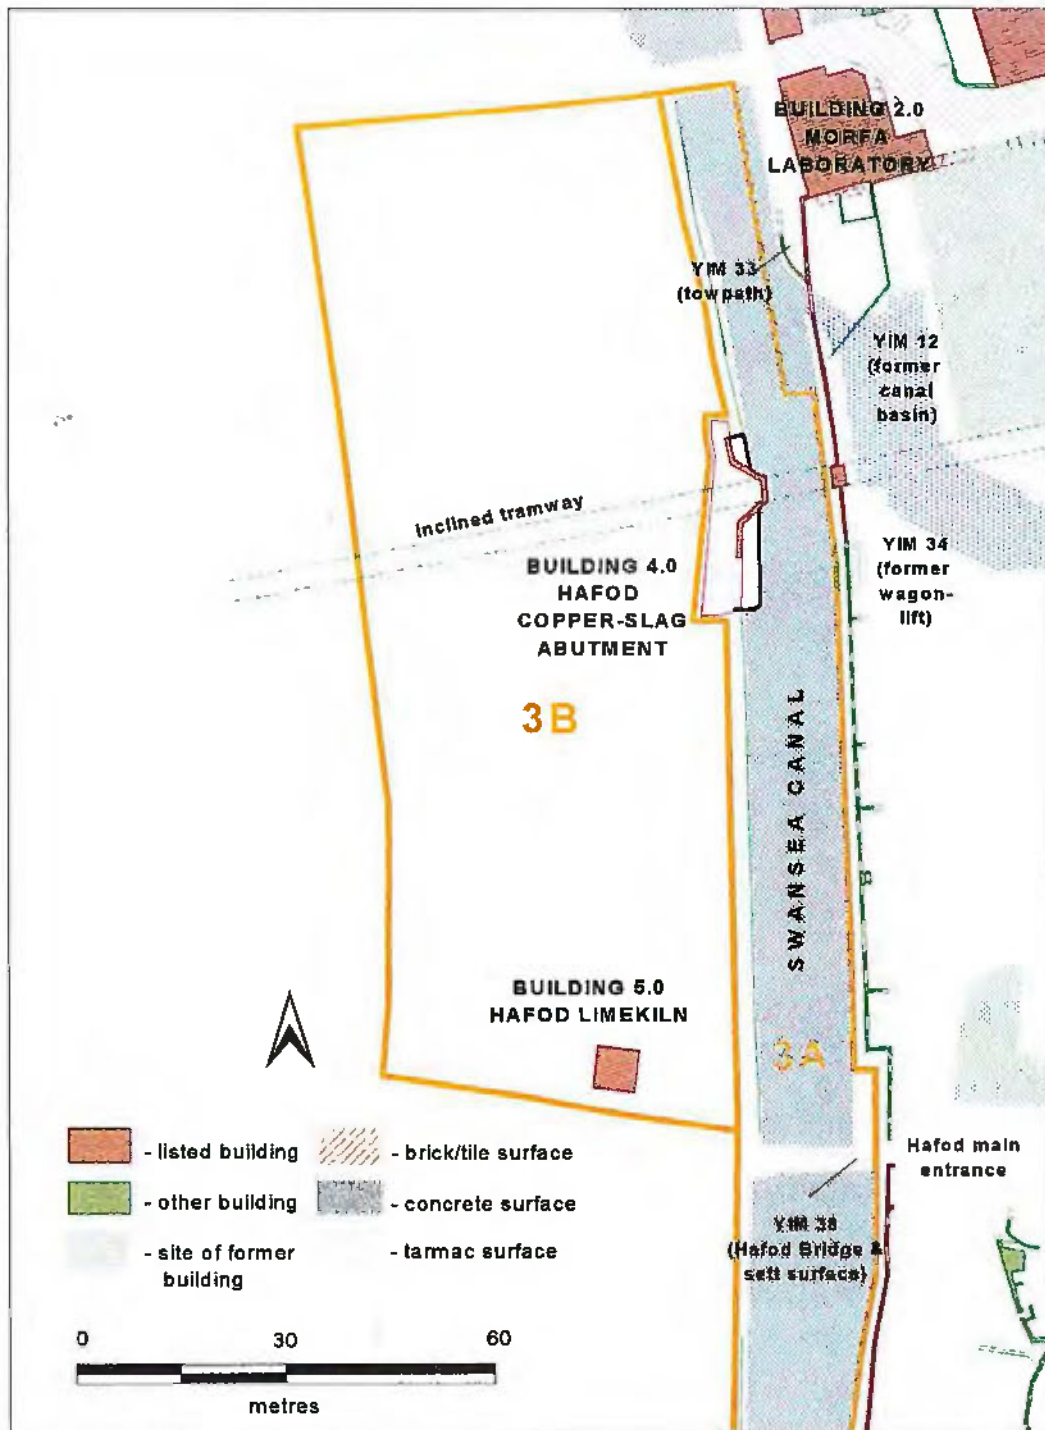 BUILDING 2.0
MORFA
LABORATORY
YIM 33
(towpath)
YIM 12
(former
canal
basin)
inclined tramway
YIM 34
(former
wagon-
lift)
BUILDING 4.0
HAFOD
COPPER-SLAG
ABUTMENT
3B
SWANSEA CANAL
BUILDING 5.0
HAFOD LIMEKILN
3A
Hafod main
entrance
YIM 38
(Hafod Bridge &
sett surface)
- listed building
- brick/tile surface
- other building
- concrete surface
- site of former
building
- tarmac surface
0 30 60
metres